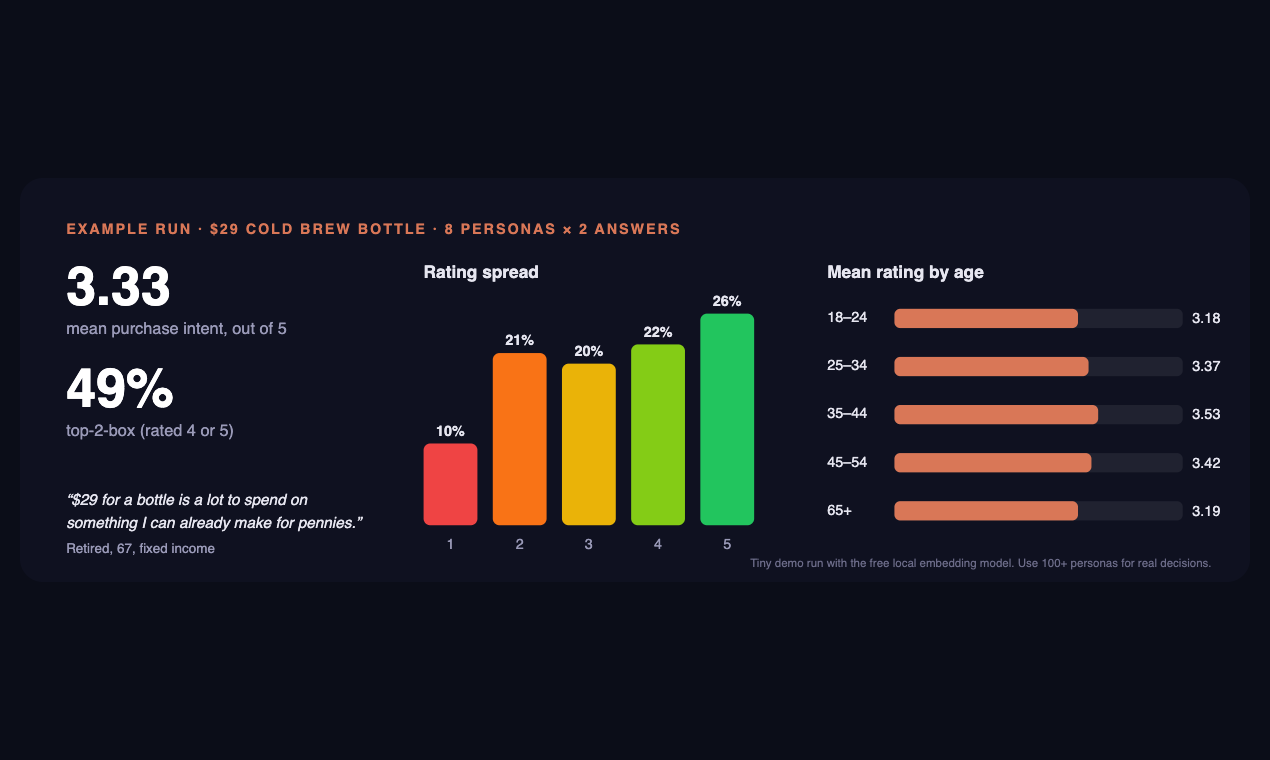 EXAMPLE RUN · $29 COLD BREW BOTTLE · 8 PERSONAS × 2 ANSWERS
3.33
mean purchase intent, out of 5
49%
top-2-box (rated 4 or 5)
“$29 for a bottle is a lot to spend on
something I can already make for pennies.”
Retired, 67, fixed income
Rating spread
10%
21%
20%
22%
26%
1
2
3
4
5
Mean rating by age
18–24 3.18
25–34 3.37
35–44 3.53
45–54 3.42
65+ 3.19
Tiny demo run with the free local embedding model. Use 100+ personas for real decisions.